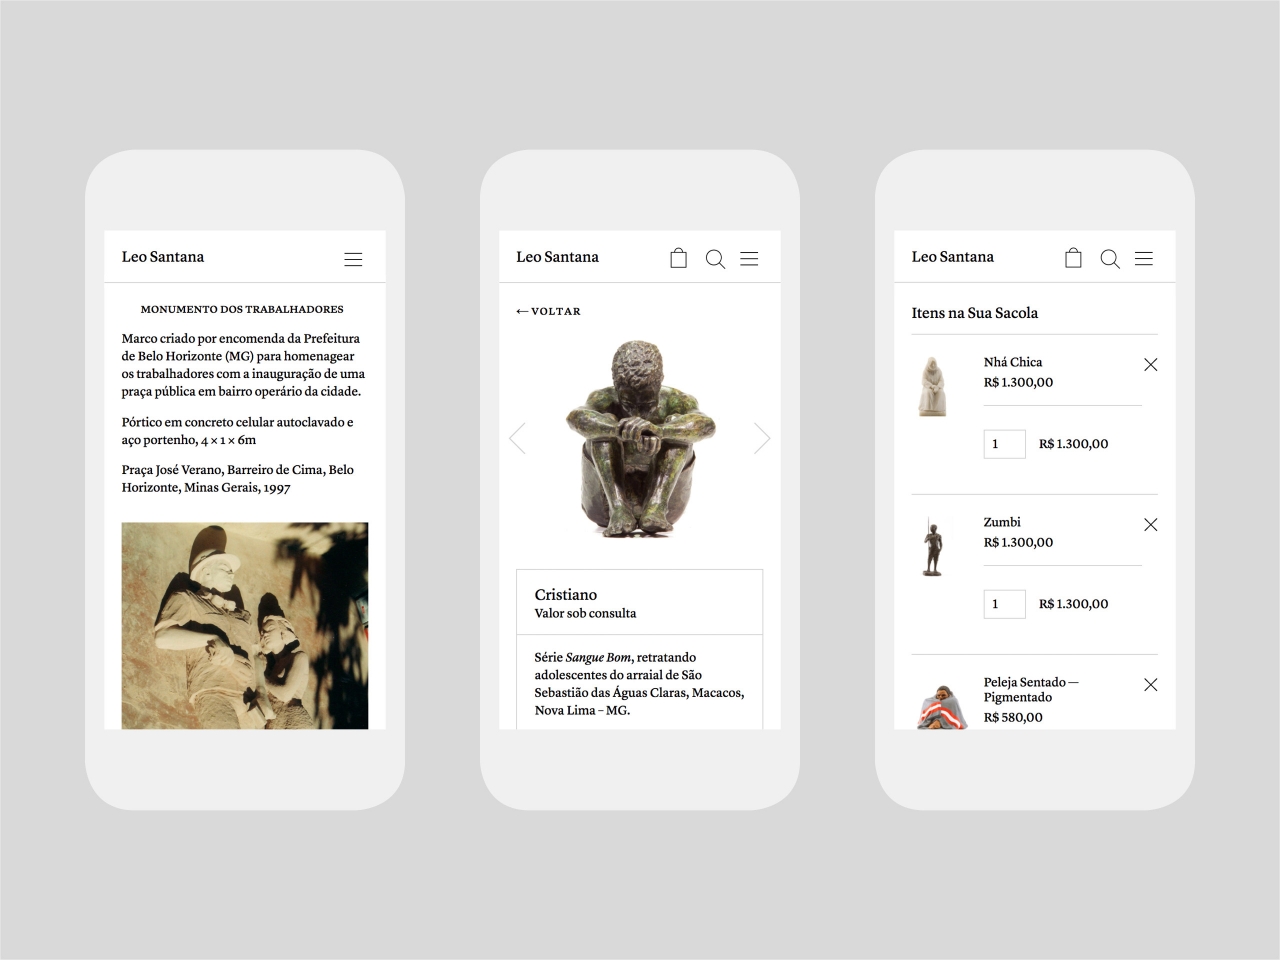 Leo Santana
MONUMENTO DOS TRABALHADORES
Marco criado por encomenda da Prefeitura
de Belo Horizonte (MG) para homenagear
os trabalhadores com a inauguração de uma
praça pública em bairro operário da cidade.
Pórtico em concreto celular autoclavado e
aço portenho, 4 × 1 × 6m
Praça José Verano, Barreiro de Cima, Belo
Horizonte, Minas Gerais, 1997
Leo Santana
← VOLTAR
Cristiano
Valor sob consulta
Série Sangue Bom, retratando
adolescentes do arraial de São
Sebastião das Águas Claras, Macacos,
Nova Lima – MG.
Leo Santana
Itens na Sua Sacola
Nhá Chica
R$ 1.300,00
1 R$ 1.300,00
Zumbi
R$ 1.300,00
1 R$ 1.300,00
Peleja Sentado —
Pigmentado
R$ 580,00